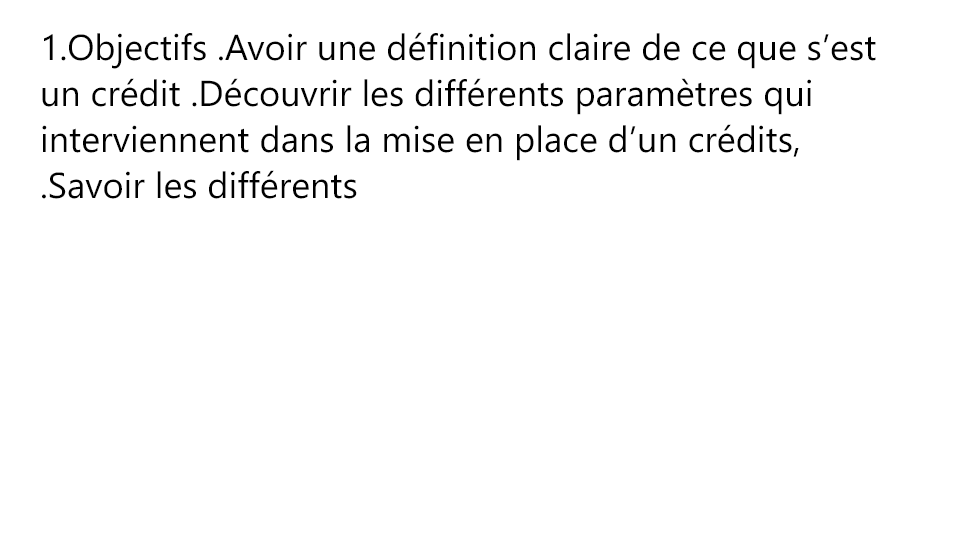 1.Objectifs .Avoir une définition claire de ce que s’est
un crédit .Découvrir les différents paramètres qui
interviennent dans la mise en place d’un crédits,
.Savoir les différents